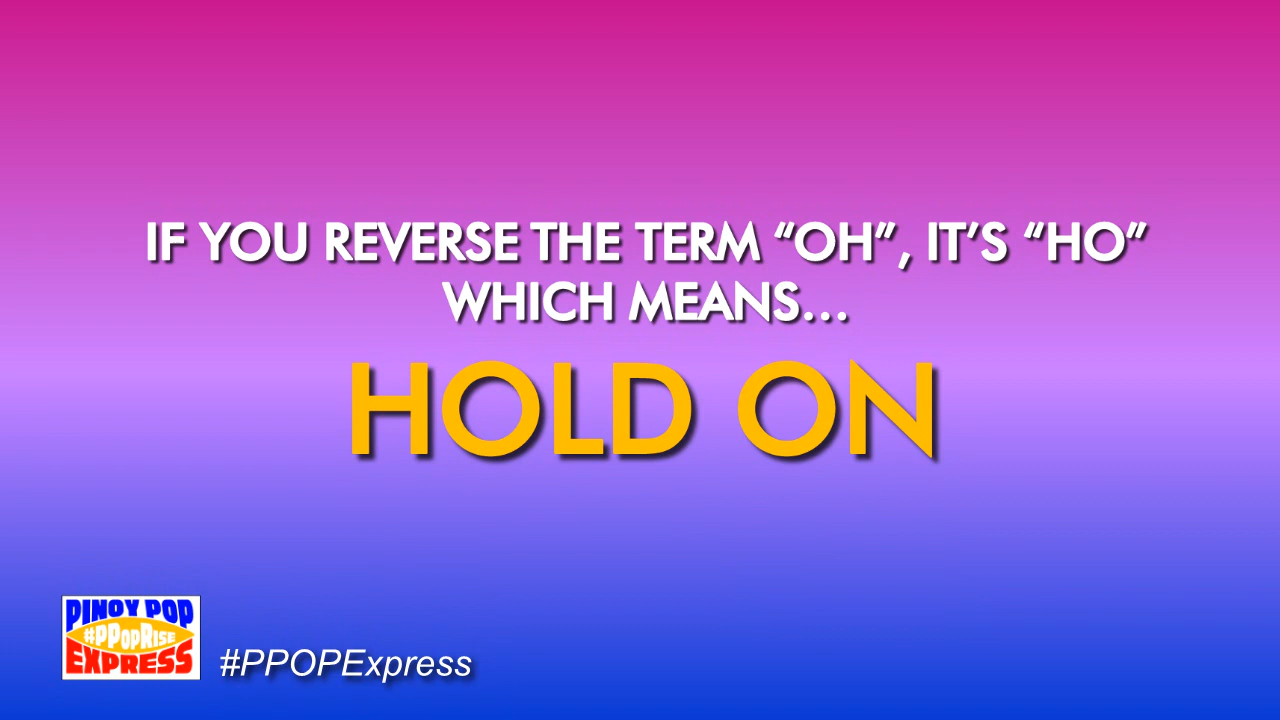 IF YOU REVERSE THE TERM “OH”, IT’S “HO”
WHICH MEANS...
HOLD ON
PINOY POP
#PPOPRISE
EXPRESS
#PPOPExpress